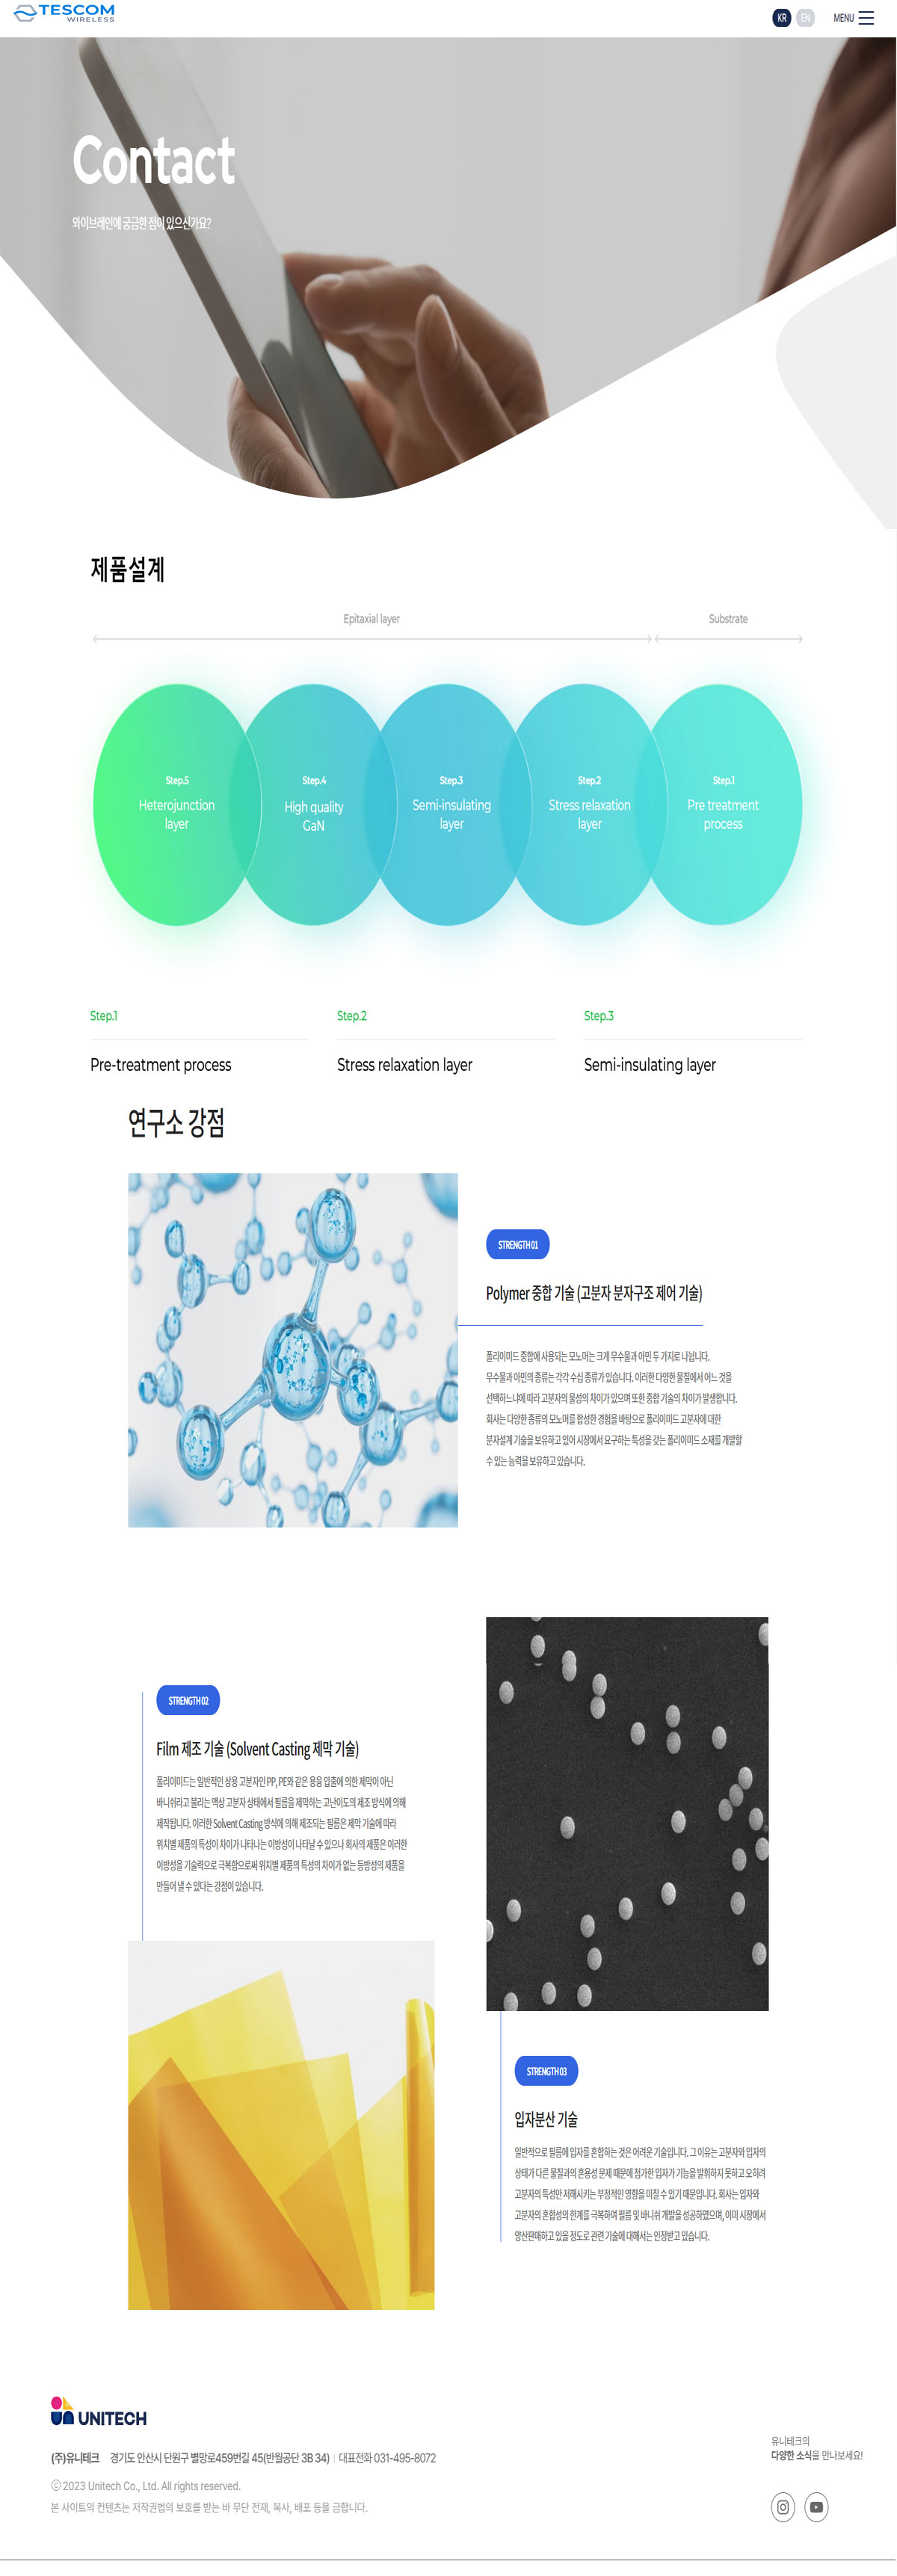 TESCOM
WIRELESS
KR
EN
MENU
Contact
와이브레인에 궁금한 점이 있으신가요?
제품설계
Epitaxial layer
Substrate
Step.5
Heterojunction
layer
Step.4
High quality
GaN
Step.3
Semi-insulating
layer
Step.2
Stress relaxation
layer
Step.1
Pre treatment
process
Step.1
Pre-treatment process
Step.2
Stress relaxation layer
Step.3
Semi-insulating layer
연구소 강점
STRENGTH 01
Polymer 중합 기술 (고분자 분자구조 제어 기술)
폴리이미드 중합에 사용되는 모노머는 크게 무수물과 아민 두 가지로 나뉩니다.
무수물과 아민의 종류는 각각 수십 종류가 있습니다. 이러한 다양한 물질에서 어느 것을
선택하느냐에 따라 고분자의 물성의 차이가 있으며 또한 중합 기술의 차이가 발생합니다.
회사는 다양한 종류의 모노머를 합성한 경험을 바탕으로 폴리이미드 고분자에 대한
분자설계 기술을 보유하고 있어 시장에서 요구하는 특성을 갖는 폴리이미드 소재를 개발할
수 있는 능력을 보유하고 있습니다.
STRENGTH 02
Film 제조 기술 (Solvent Casting 제막 기술)
폴리이미드는 일반적인 상용 고분자인 PP, PE와 같은 용융 압출에 의한 제막이 아닌
바니쉬라고 불리는 액상 고분자 상태에서 필름을 제막하는 고난이도의 제조 방식에 의해
제작됩니다. 이러한 Solvent Casting 방식에 의해 제조되는 필름은 제막 기술에 따라
위치별 제품의 특성이 차이가 나타나는 이방성이 나타날 수 있으나 회사의 제품은 이러한
이방성을 기술력으로 극복함으로써 위치별 제품의 특성의 차이가 없는 등방성의 제품을
만들어 낼 수 있다는 강점이 있습니다.
STRENGTH 03
입자분산 기술
일반적으로 필름에 입자를 혼합하는 것은 어려운 기술입니다. 그 이유는 고분자와 입자의
상태가 다른 물질과의 혼용성 문제 때문에 첨가한 입자가 기능을 발휘하지 못하고 오히려
고분자의 특성만 저해시키는 부정적인 영향을 미칠 수 있기 때문입니다. 회사는 입자와
고분자의 혼합성의 한계를 극복하여 필름 및 바니쉬 개발을 성공하였으며, 이미 시장에서
양산판매하고 있을 정도로 관련 기술에 대해서는 인정받고 있습니다.
UNITECH
(주)유니테크 경기도 안산시 단원구 별망로459번길 45(반월공단 3B 34) | 대표전화 031-495-8072
ⓒ 2023 Unitech Co., Ltd. All rights reserved.
본 사이트의 컨텐츠는 저작권법의 보호를 받는 바 무단 전재, 복사, 배포 등을 금합니다.
유니테크의
다양한 소식을 만나보세요!